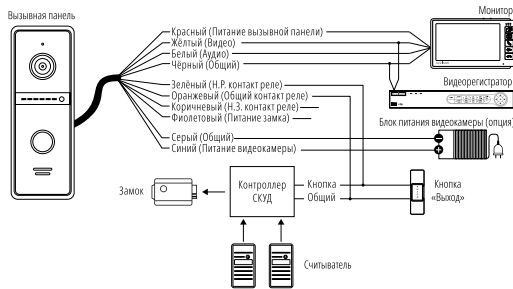 Вызывная панель
Монитор
Красный (Питание вызывной панели)
Жёлтый (Видео)
Белый (Аудио)
Чёрный (Общий)
Видеорегистратор
Зелёный (Н.Р. контакт реле)
Оранжевый (Общий контакт реле)
Коричневый (Н.З. контакт реле)
Фиолетовый (Питание замка)
Блок питания видеокамеры (опция)
Серый (Общий)
Синий (Питание видеокамеры)
Замок
Контроллер
СКУД
Кнопка
Общий
Кнопка
«Выход»
Считыватель